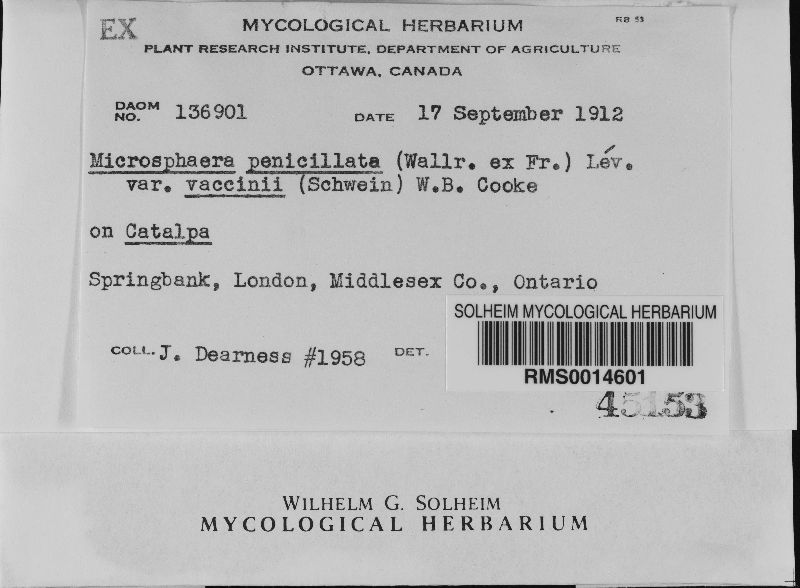 EX
RB 53
MYCOLOGICAL HERBARIUM
PLANT RESEARCH INSTITUTE, DEPARTMENT OF AGRICULTURE
OTTAWA, CANADA
DAOM NO. 136901 DATE 17 September 1912
Microsphaera penicillata (Wallr. ex Fr.) Lév.
var. vaccinii (Schwein) W.B. Cooke
on Catalpa
Springbank, London, Middlesex Co., Ontario
COLL. J. Dearness #1958 DET.
SOLHEIM MYCOLOGICAL HERBARIUM
RMS0014601
45153
WILHELM G. SOLHEIM
MYCOLOGICAL HERBARIUM